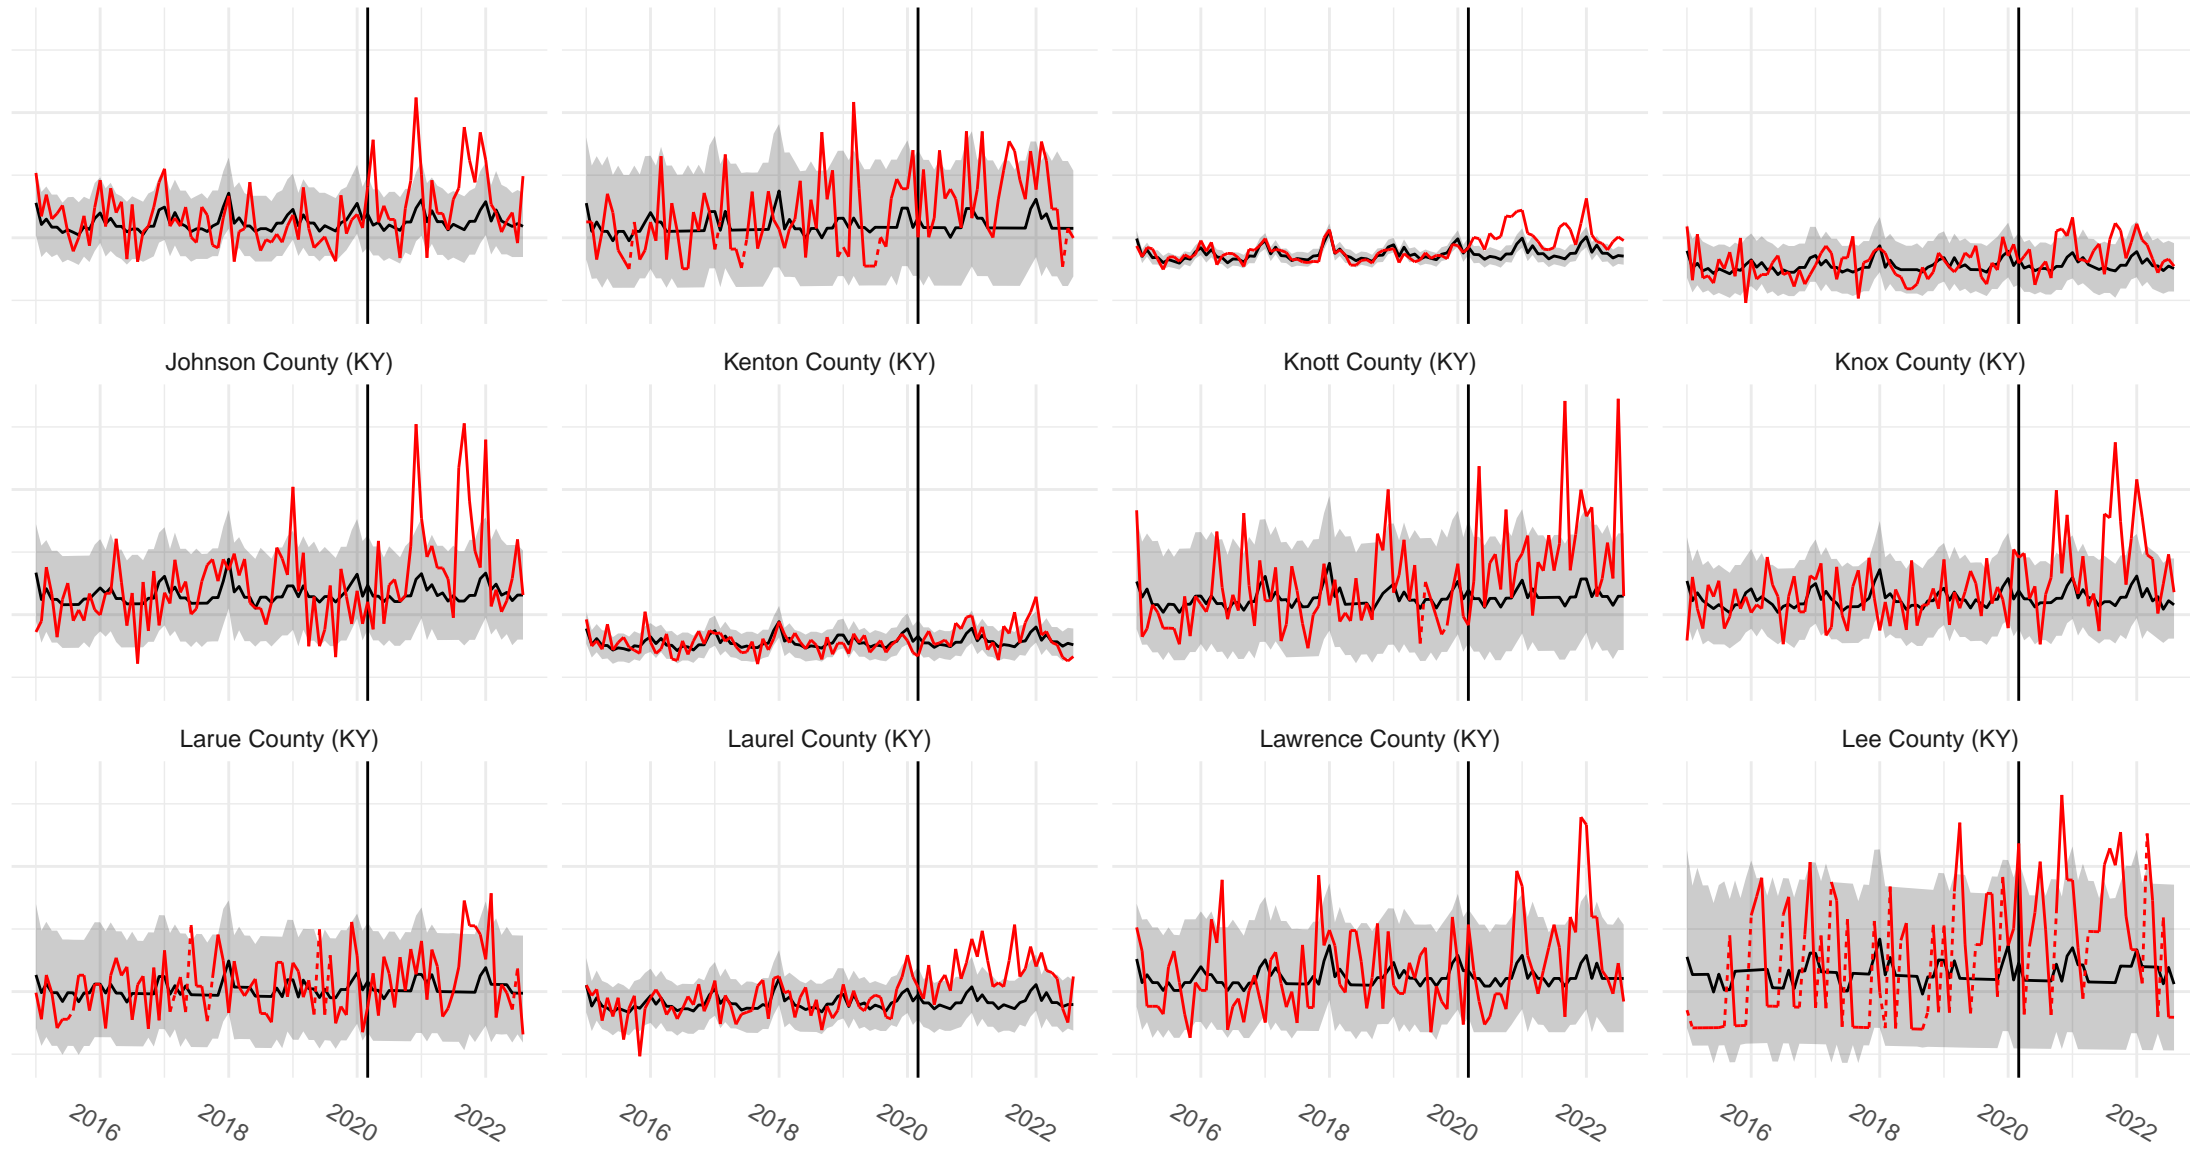 Johnson County (KY) Kenton County (KY) Knott County (KY) Knox County (KY)
Larue County (KY) Laurel County (KY) Lawrence County (KY) Lee County (KY)
2016 2018 2020 2022 2016 2018 2020 2022 2016 2018 2020 2022 2016 2018 2020 2022